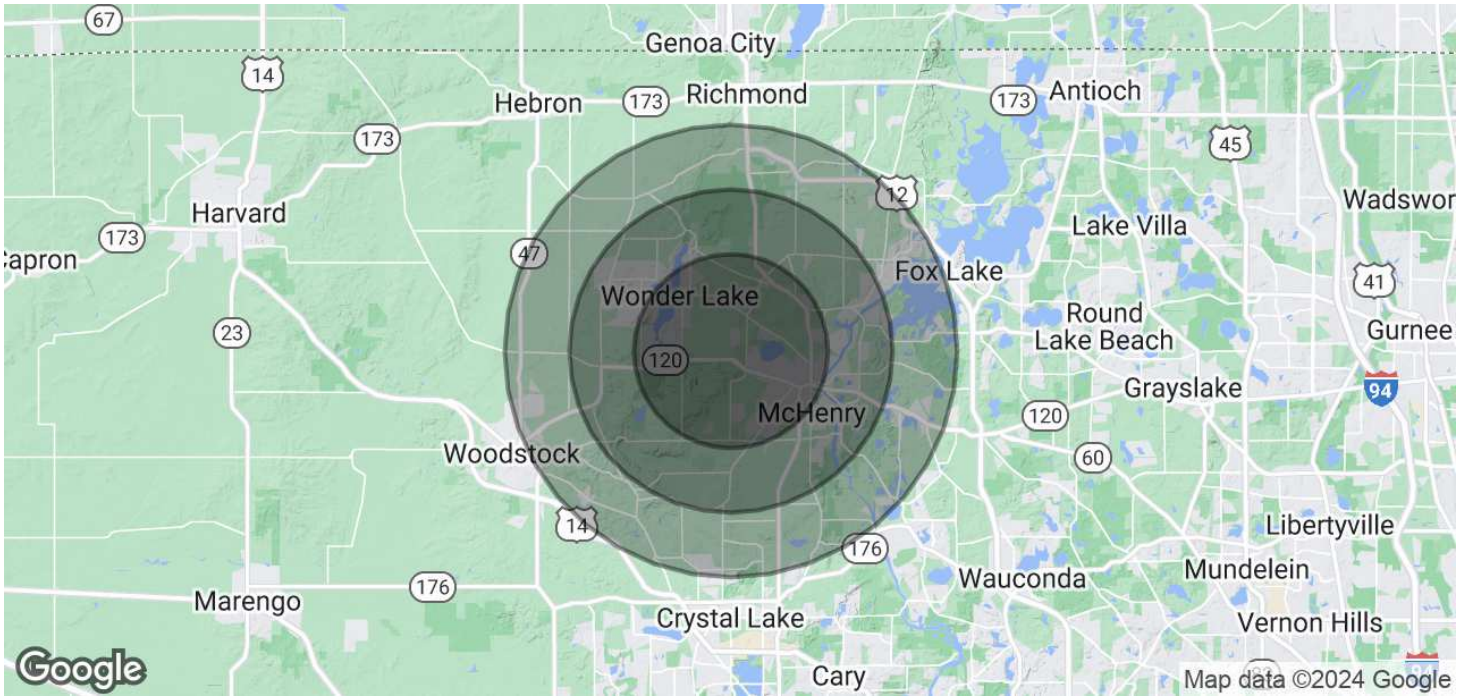 67
Genoa City
14
Hebron
173
Richmond
173
Antioch
173
45
12
Harvard
Wadswor
173
Lake Villa
47
Capron
Fox Lake
41
Wonder Lake
Round
Lake Beach
Gurnee
23
120
94
Grayslake
McHenry
120
Woodstock
60
14
Libertyville
176
Mundelein
Wauconda
176
Marengo
Crystal Lake
Vernon Hills
Google
Cary
94
Map data ©2024 Google